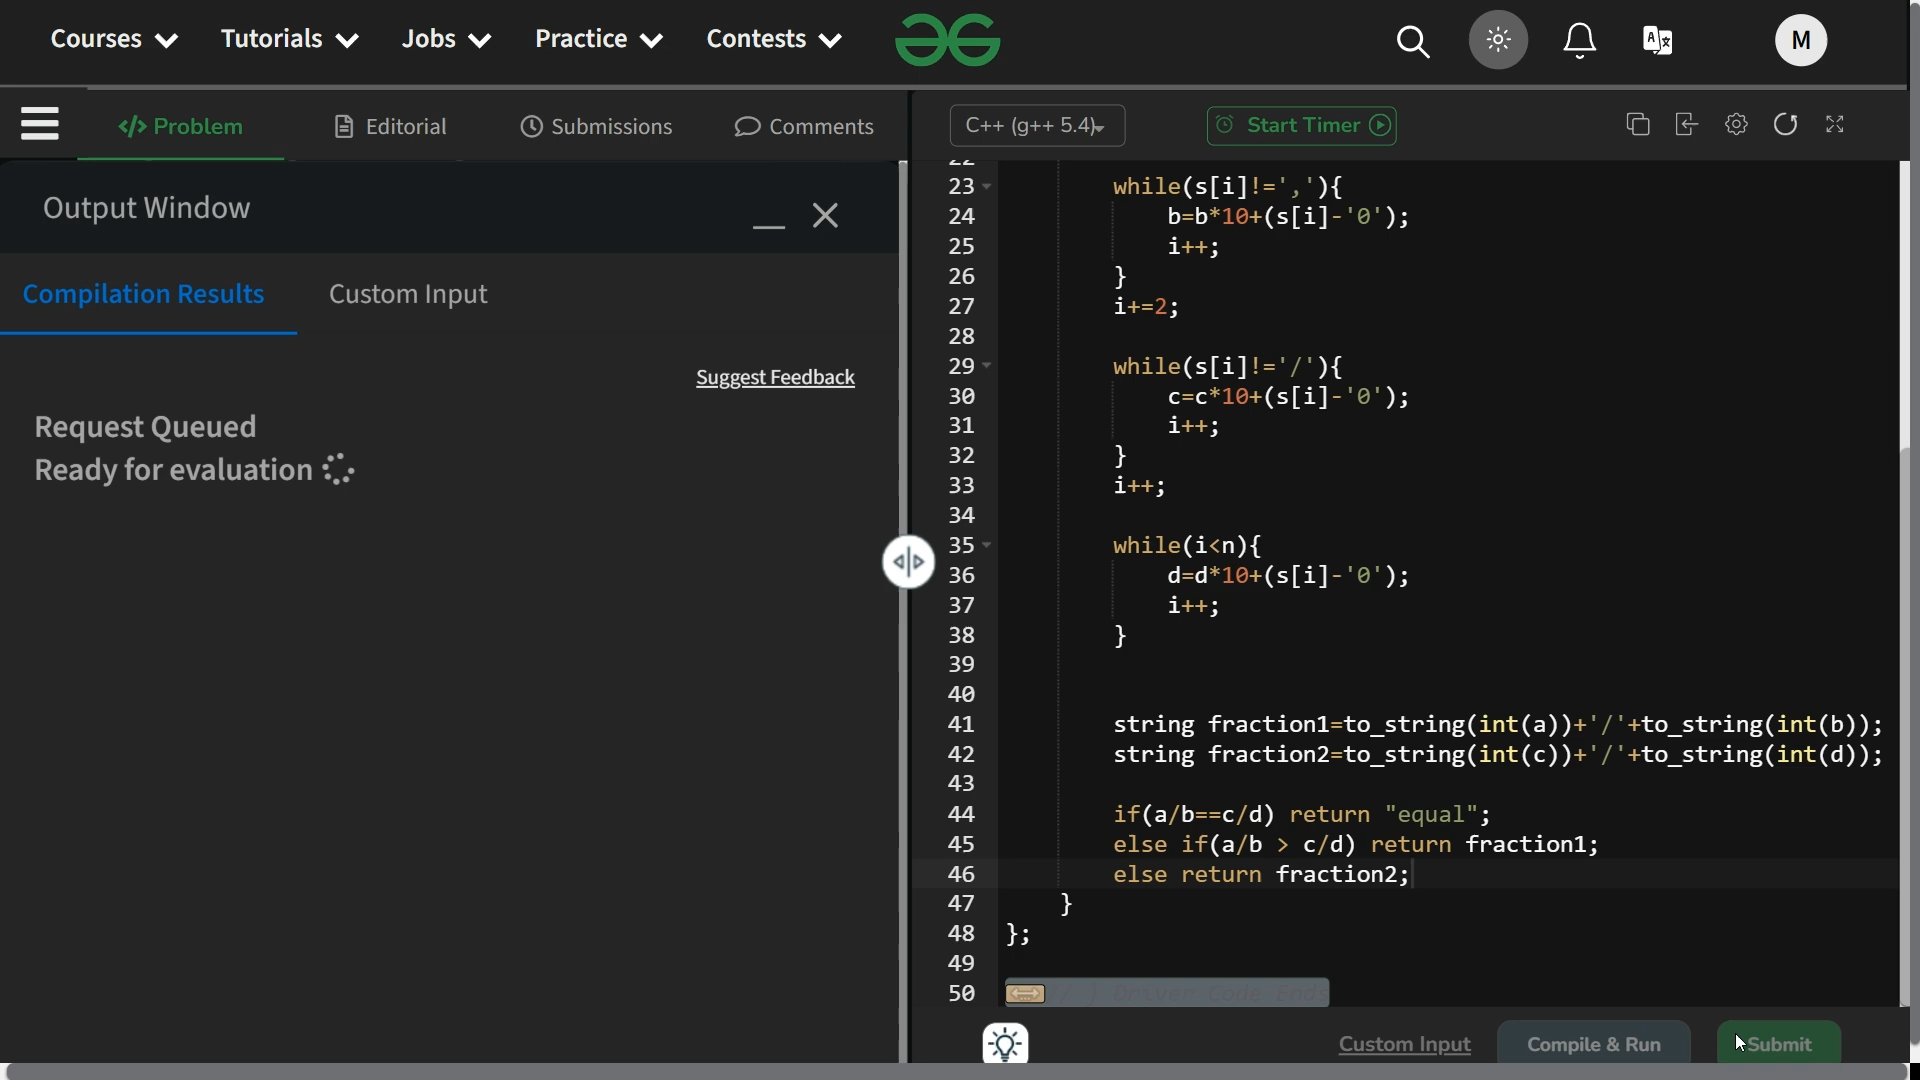 Courses Tutorials Jobs Practice Contests M
Problem Editorial Submissions Comments
C++ (g++ 5.4) Start Timer
Output Window
Compilation Results Custom Input
Suggest Feedback
Request Queued
Ready for evaluation
22
23 while(s[i]!=','){
24 b=b*10+(s[i]-'0');
25 i++;
26 }
27 i+=2;
28
29 while(s[i]!='/'){
30 c=c*10+(s[i]-'0');
31 i++;
32 }
33 i++;
34
35 while(i<n){
36 d=d*10+(s[i]-'0');
37 i++;
38 }
39
40
41 string fraction1=to_string(int(a))+'/'+to_string(int(b));
42 string fraction2=to_string(int(c))+'/'+to_string(int(d));
43
44 if(a/b==c/d) return "equal";
45 else if(a/b > c/d) return fraction1;
46 else return fraction2;
47 }
48 };
49
50 // } Driver Code Ends
Custom Input Compile & Run Submit